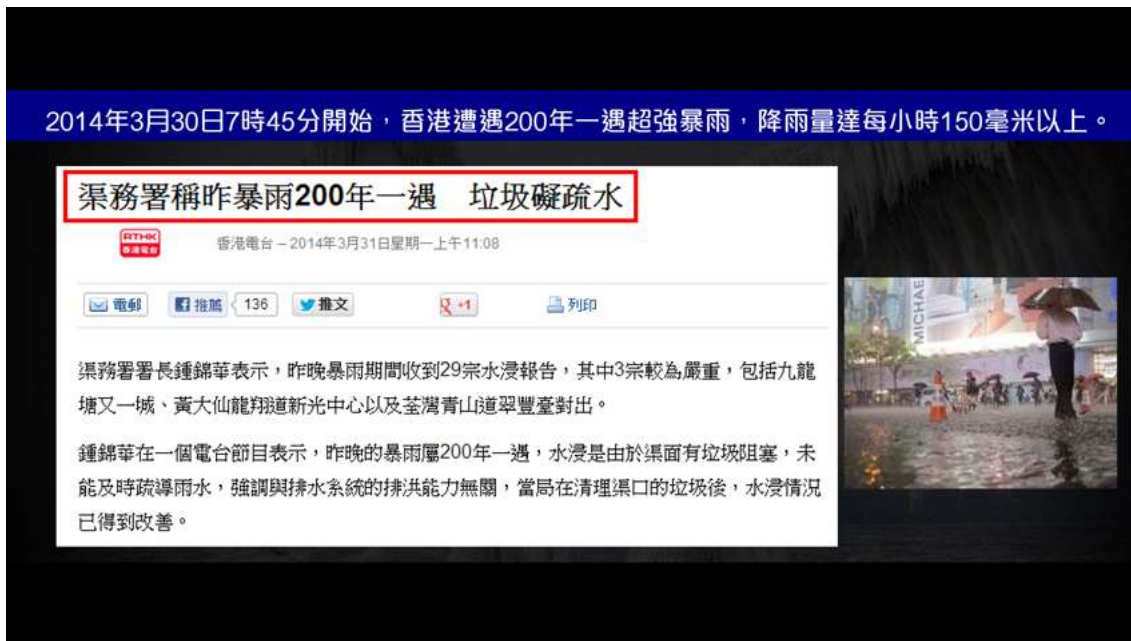 2014年3月30日7時45分開始，香港遭遇200年一遇超強暴雨，降雨量達每小時150毫米以上。
渠務署稱昨暴雨200年一遇　垃圾礙疏水
RTHK
香港電台
香港電台 – 2014年3月31日星期一上午11:08
電郵 推薦 136 推文 +1 列印
MICHAE
渠務署署長鍾錦華表示，昨晚暴雨期間收到29宗水浸報告，其中3宗較為嚴重，包括九龍
塘又一城、黃大仙龍翔道新光中心以及荃灣青山道翠豐臺對出。
鍾錦華在一個電台節目表示，昨晚的暴雨屬200年一遇，水浸是由於渠面有垃圾阻塞，未
能及時疏導雨水，強調與排水系統的排洪能力無關，當局在清理渠口的垃圾後，水浸情況
已得到改善。